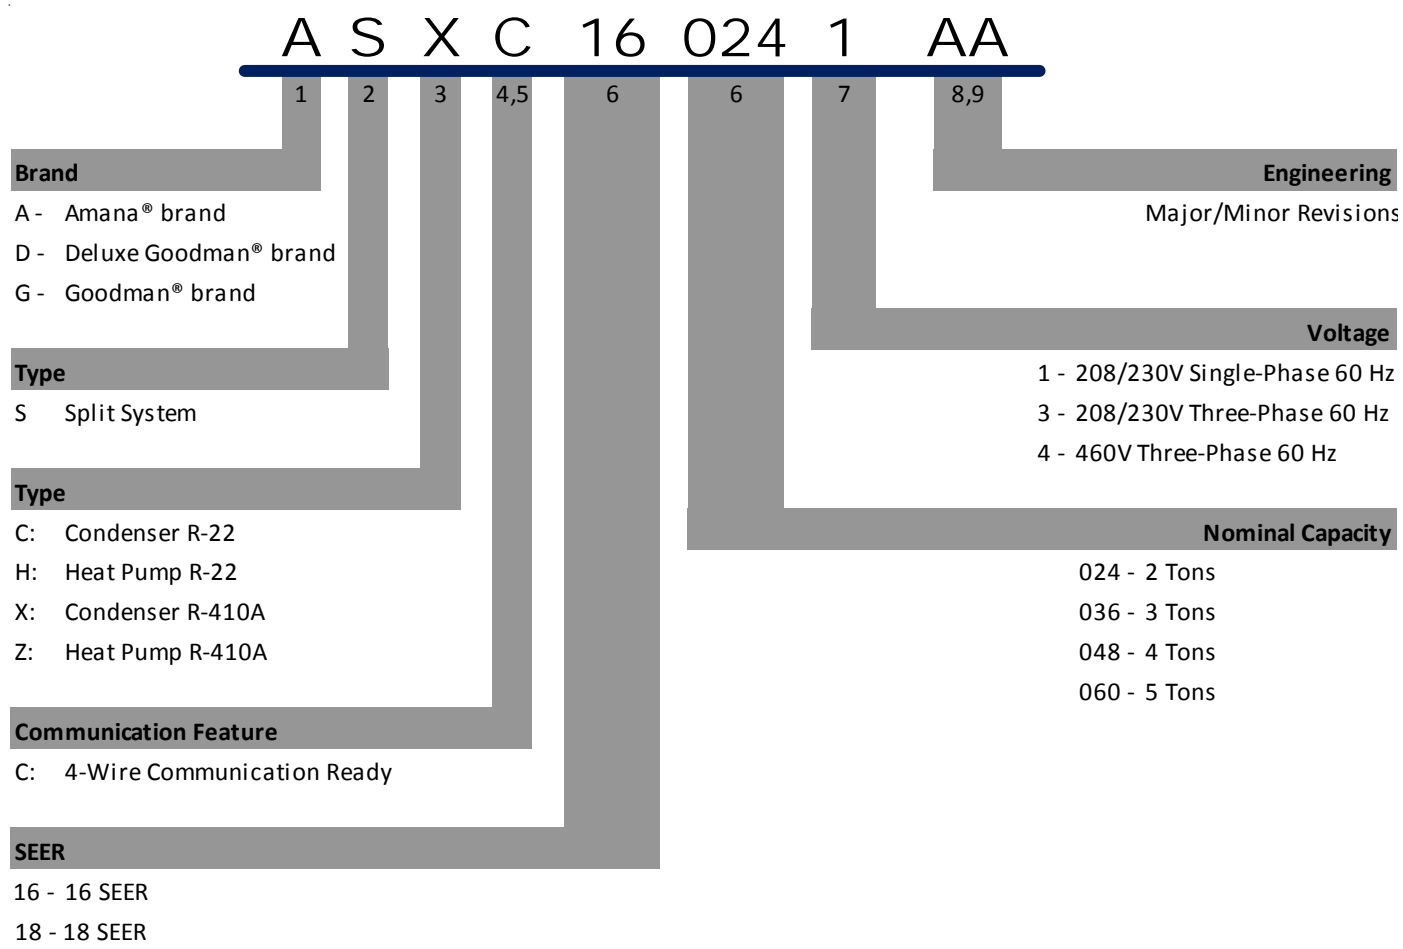 A S X C 16 024 1 AA
1 2 3 4,5 6 6 7 8,9
Brand
A - Amana® brand
D - Deluxe Goodman® brand
G - Goodman® brand
Type
S Split System
Type
C: Condenser R-22
H: Heat Pump R-22
X: Condenser R-410A
Z: Heat Pump R-410A
Communication Feature
C: 4-Wire Communication Ready
SEER
16 - 16 SEER
18 - 18 SEER
Engineering
Major/Minor Revisions
Voltage
1 - 208/230V Single-Phase 60 Hz
3 - 208/230V Three-Phase 60 Hz
4 - 460V Three-Phase 60 Hz
Nominal Capacity
024 - 2 Tons
036 - 3 Tons
048 - 4 Tons
060 - 5 Tons